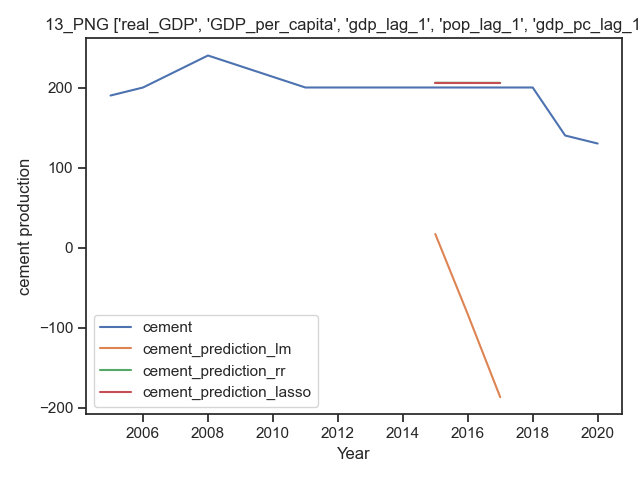 13_PNG ['real_GDP', 'GDP_per_capita', 'gdp_lag_1', 'pop_lag_1', 'gdp_pc_lag_1
200
100
0
−100
−200
cement production
cement
cement_prediction_lm
cement_prediction_rr
cement_prediction_lasso
2006 2008 2010 2012 2014 2016 2018 2020
Year